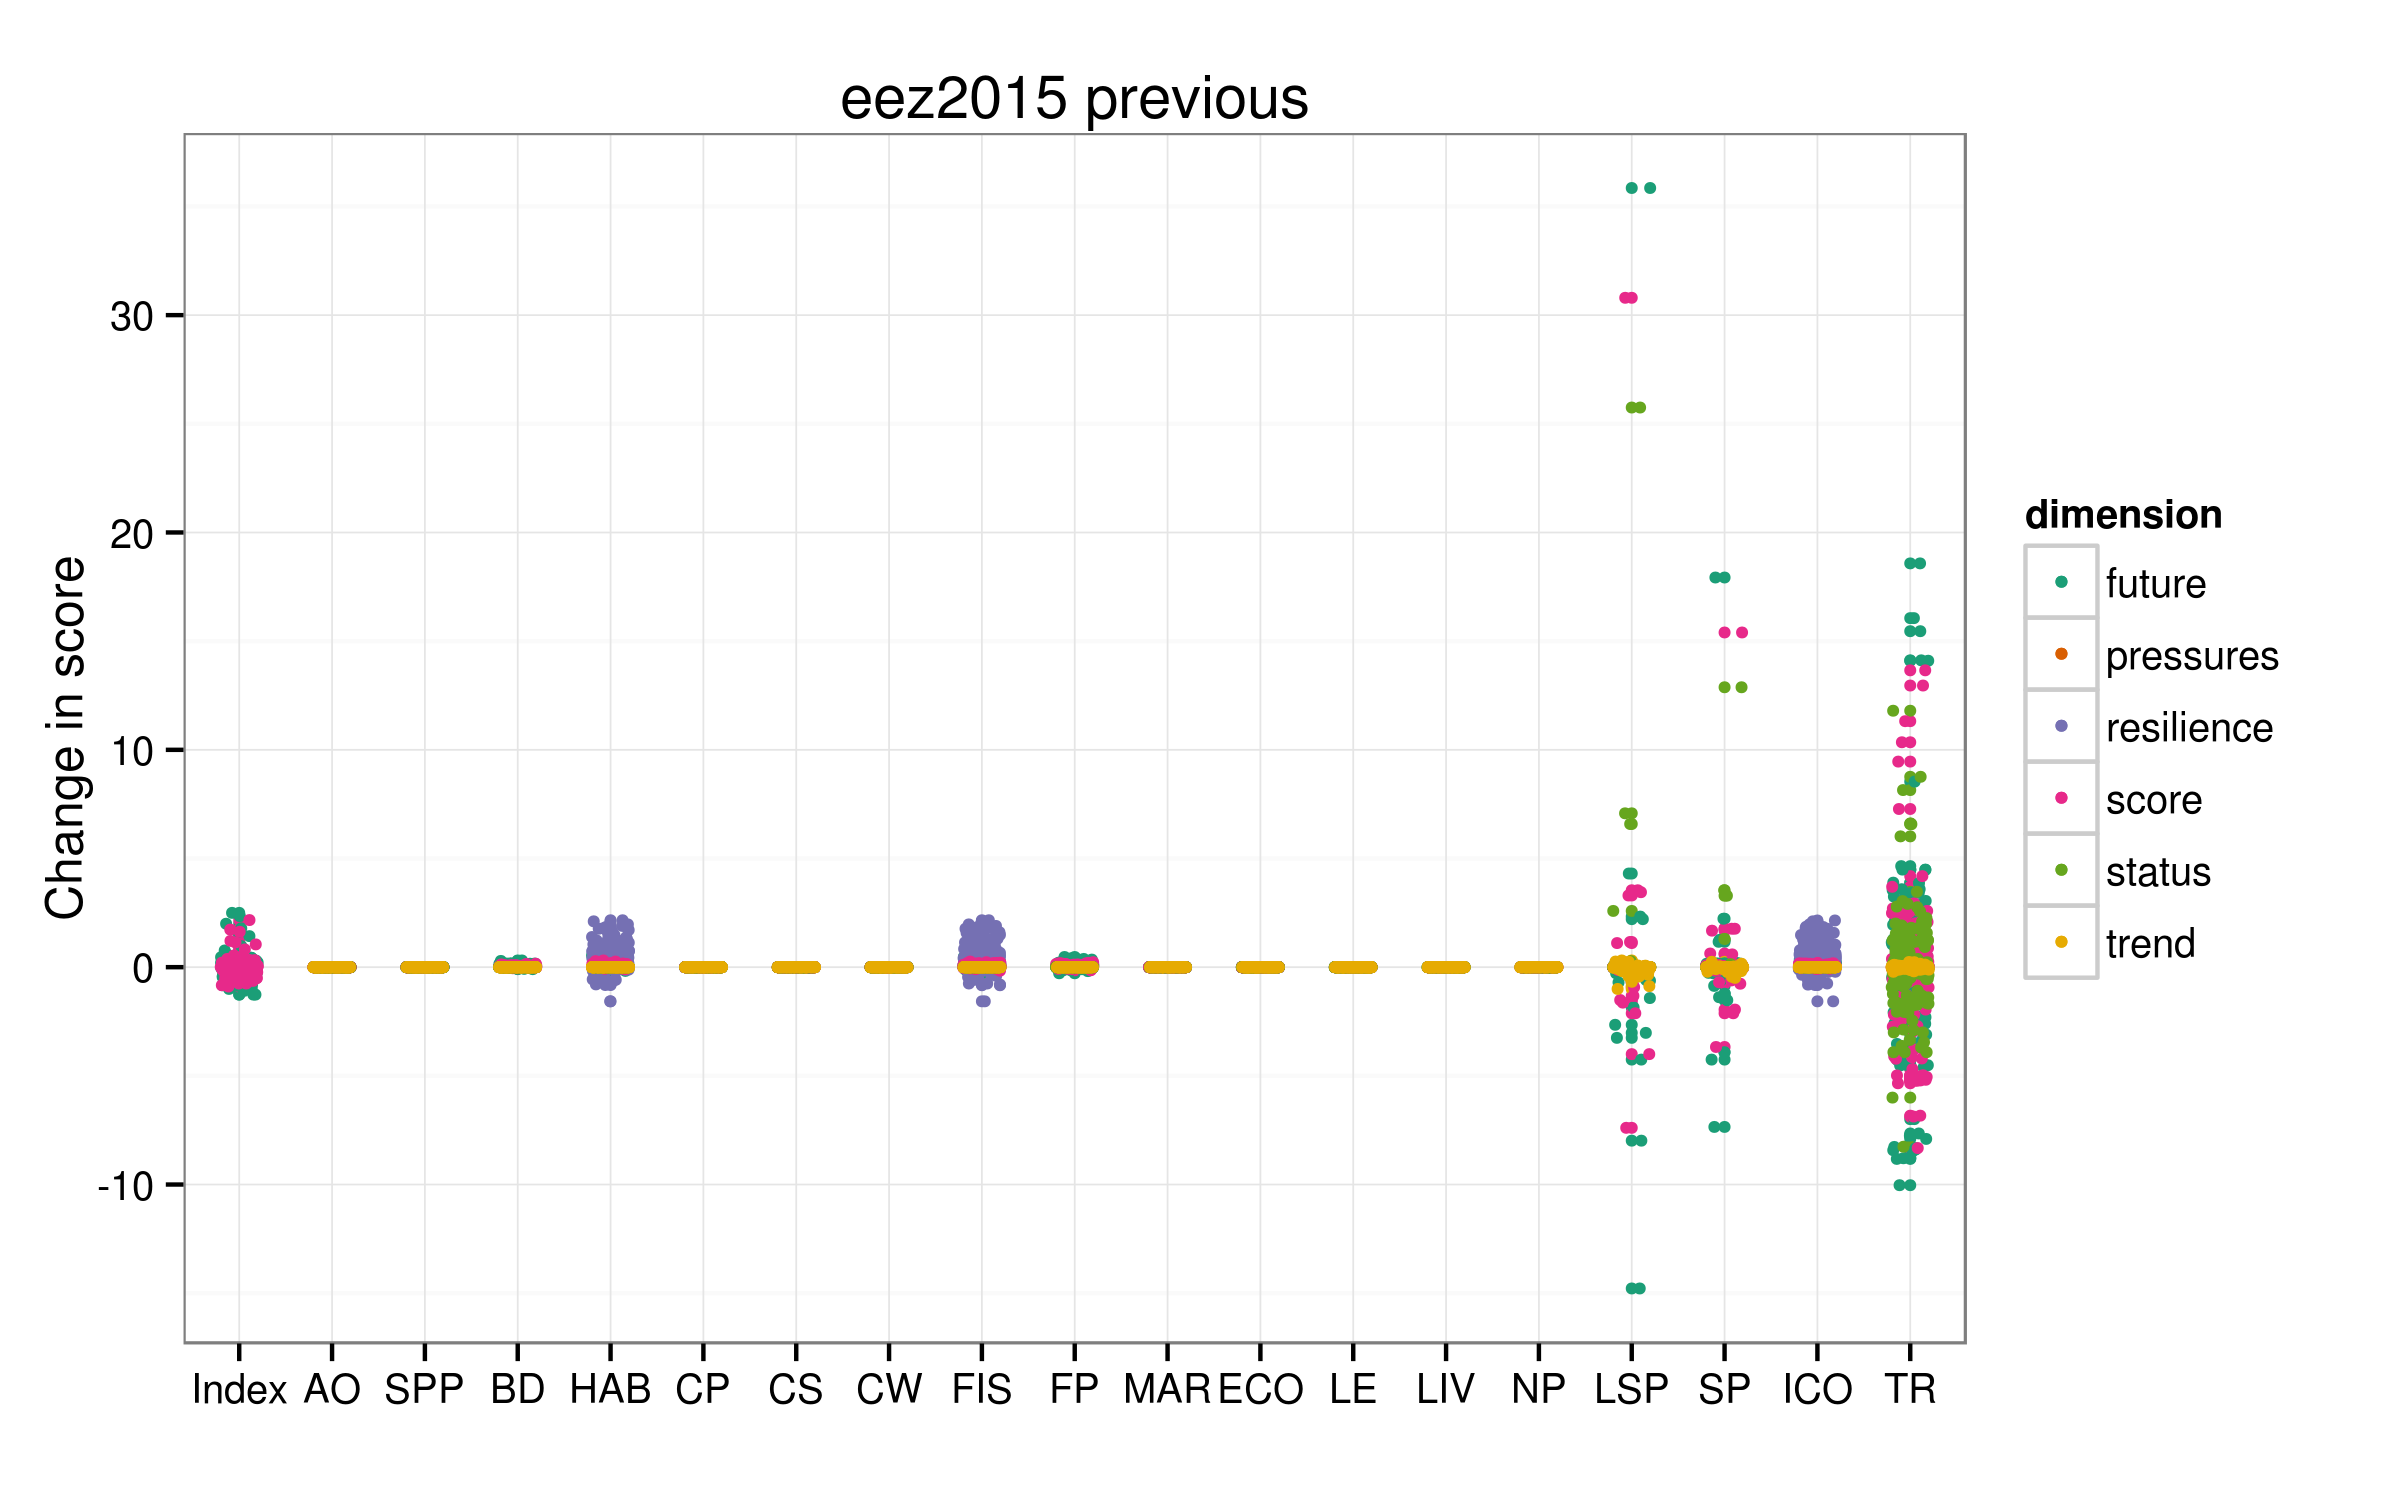 eez2015 previous
Change in score
30
20
10
0
-10
Index AO SPP BD HAB CP CS CW FIS FP MAR ECO LE LIV NP LSP SP ICO TR
dimension
future
pressures
resilience
score
status
trend